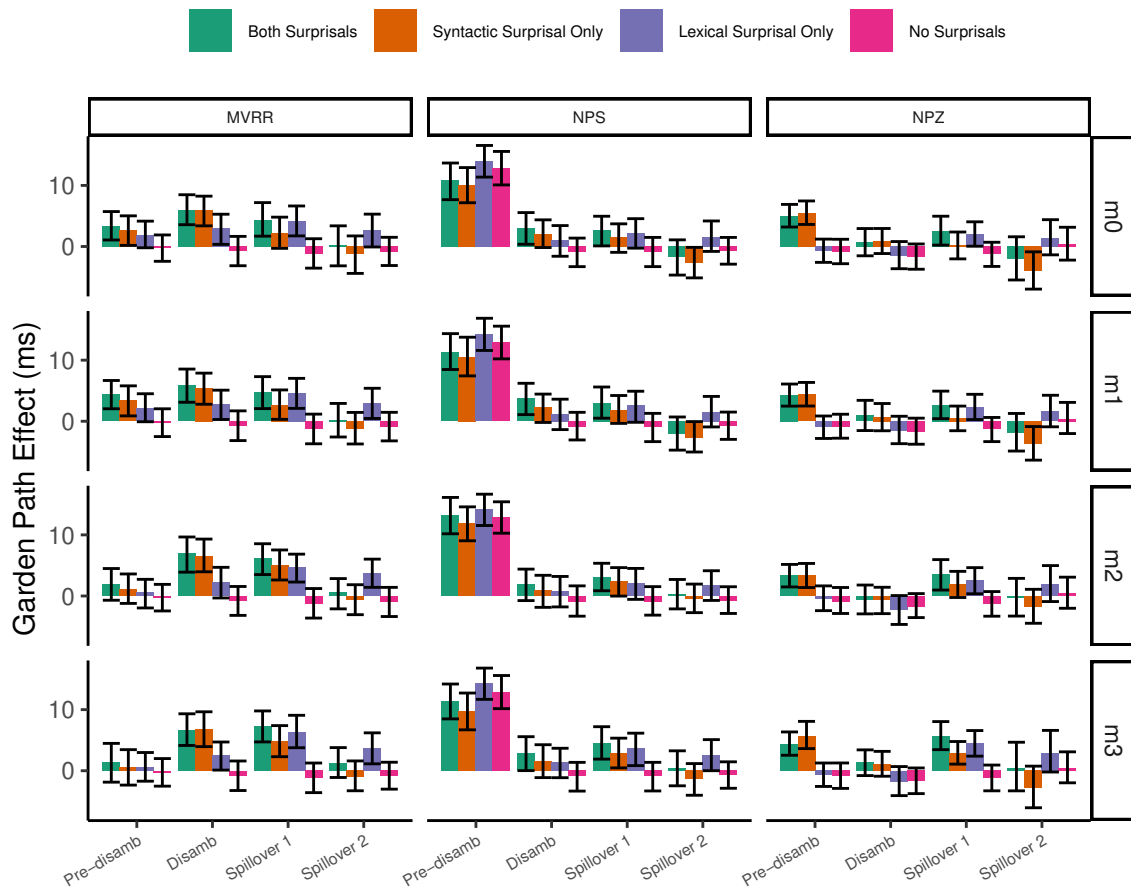 Both Surprisals Syntactic Surprisal Only Lexical Surprisal Only No Surprisals
MVRR NPS NPZ
Garden Path Effect (ms)
10
0
m0
10
0
m1
10
0
m2
10
0
m3
Pre-disamb Disamb Spillover 1 Spillover 2 Pre-disamb Disamb Spillover 1 Spillover 2 Pre-disamb Disamb Spillover 1 Spillover 2